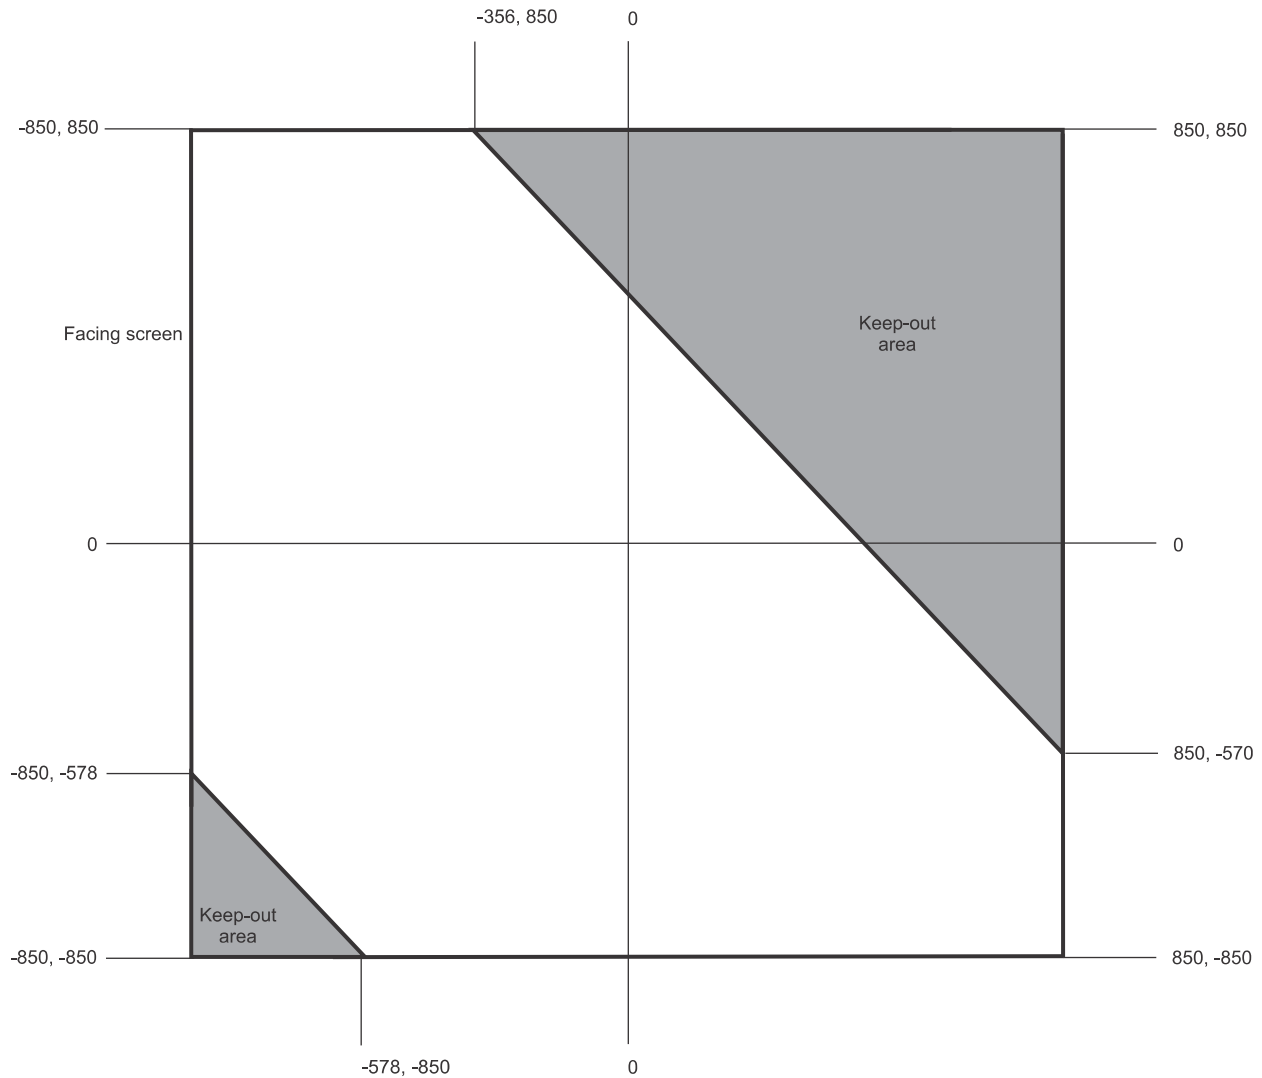 -356, 850
0
-850, 850
850, 850
Keep-out
area
Facing screen
0
0
850, -570
-850, -578
Keep-out
area
-850, -850
850, -850
-578, -850
0